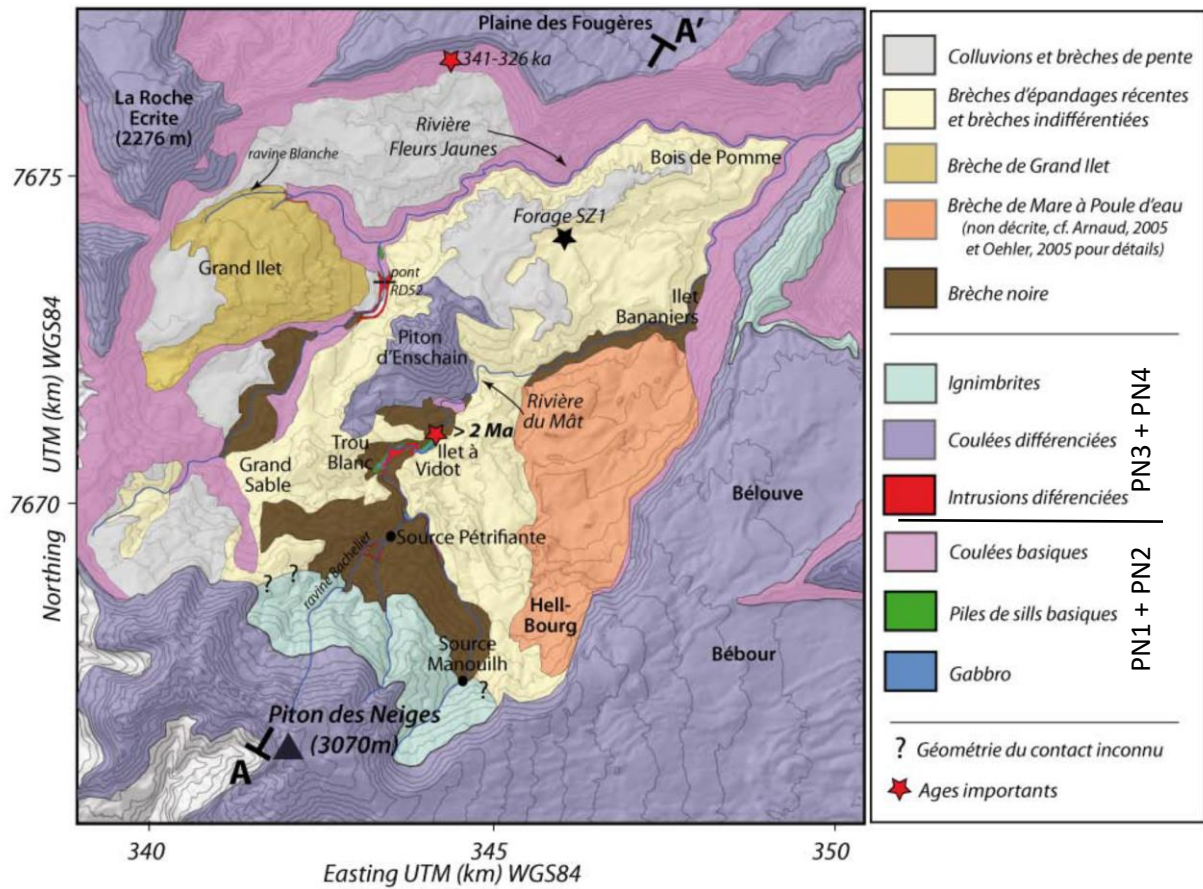 Plaine des Fougères
A'
341-326 ka
La Roche
Ecrite
(2276 m)
Rivière
Fleurs Jaunes
ravine Blanche
Bois de Pomme
7675
Forage SZ1
Grand Ilet
pont
RD52
Ilet
Bananiers
Piton
d'Enschain
Rivière
du Mât
> 2 Ma
Trou
Blanc
Ilet à
Vidot
Grand
Sable
Bélouve
7670
Source Pétrifiante
ravine Bachelier
? ?
Hell-
Bourg
Source
Manouilh
?
Bébour
Piton des Neiges
(3070m)
A
Northing UTM (km) WGS84
340
345
350
Easting UTM (km) WGS84
Colluvions et brèches de pente
Brèches d'épandages récentes
et brèches indifférentiées
Brèche de Grand Ilet
Brèche de Mare à Poule d'eau
(non décrite, cf. Arnaud, 2005
et Oehler, 2005 pour détails)
Brèche noire
Ignimbrites
Coulées différenciées
Intrusions diférenciées
PN3 + PN4
Coulées basiques
Piles de sills basiques
Gabbro
PN1 + PN2
? Géométrie du contact inconnu
Ages importants